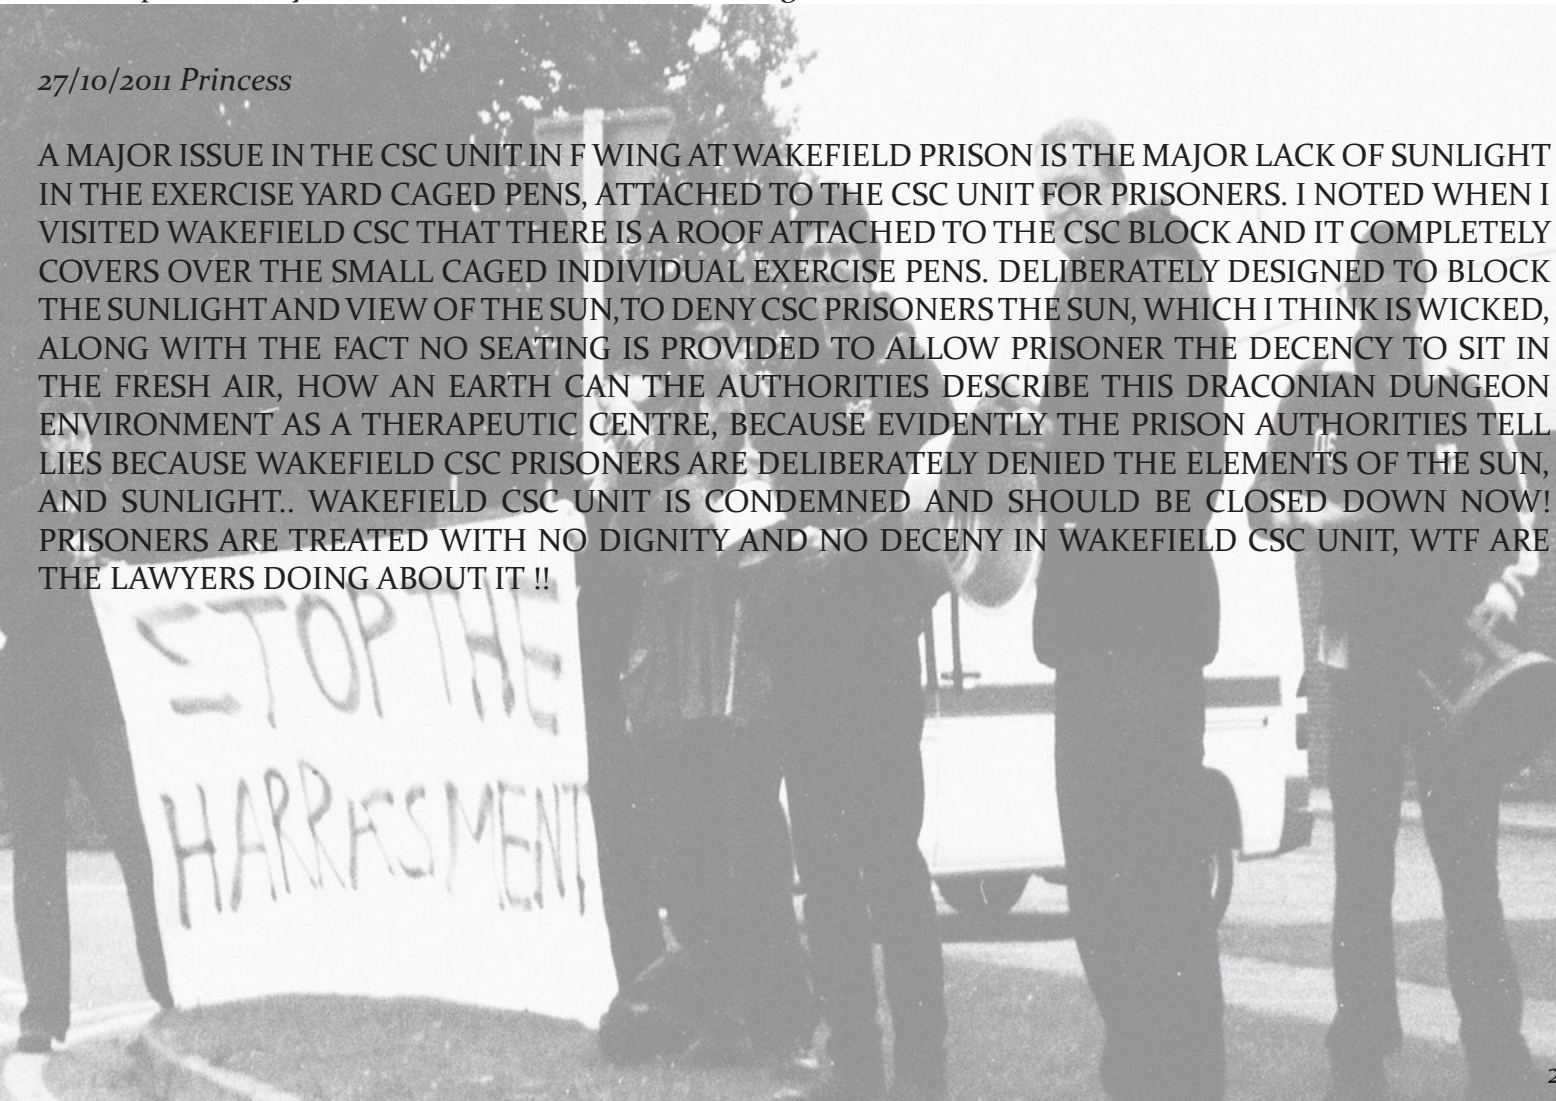 27/10/2011 Princess
A MAJOR ISSUE IN THE CSC UNIT IN F WING AT WAKEFIELD PRISON IS THE MAJOR LACK OF SUNLIGHT
IN THE EXERCISE YARD CAGED PENS, ATTACHED TO THE CSC UNIT FOR PRISONERS. I NOTED WHEN I
VISITED WAKEFIELD CSC THAT THERE IS A ROOF ATTACHED TO THE CSC BLOCK AND IT COMPLETELY
COVERS OVER THE SMALL CAGED INDIVIDUAL EXERCISE PENS. DELIBERATELY DESIGNED TO BLOCK
THE SUNLIGHT AND VIEW OF THE SUN,TO DENY CSC PRISONERS THE SUN, WHICH I THINK IS WICKED,
ALONG WITH THE FACT NO SEATING IS PROVIDED TO ALLOW PRISONER THE DECENCY TO SIT IN
THE FRESH AIR, HOW AN EARTH CAN THE AUTHORITIES DESCRIBE THIS DRACONIAN DUNGEON
ENVIRONMENT AS A THERAPEUTIC CENTRE, BECAUSE EVIDENTLY THE PRISON AUTHORITIES TELL
LIES BECAUSE WAKEFIELD CSC PRISONERS ARE DELIBERATELY DENIED THE ELEMENTS OF THE SUN,
AND SUNLIGHT.. WAKEFIELD CSC UNIT IS CONDEMNED AND SHOULD BE CLOSED DOWN NOW!
PRISONERS ARE TREATED WITH NO DIGNITY AND NO DECENY IN WAKEFIELD CSC UNIT, WTF ARE
THE LAWYERS DOING ABOUT IT !!
STOP THE
HARRASSMENT
2